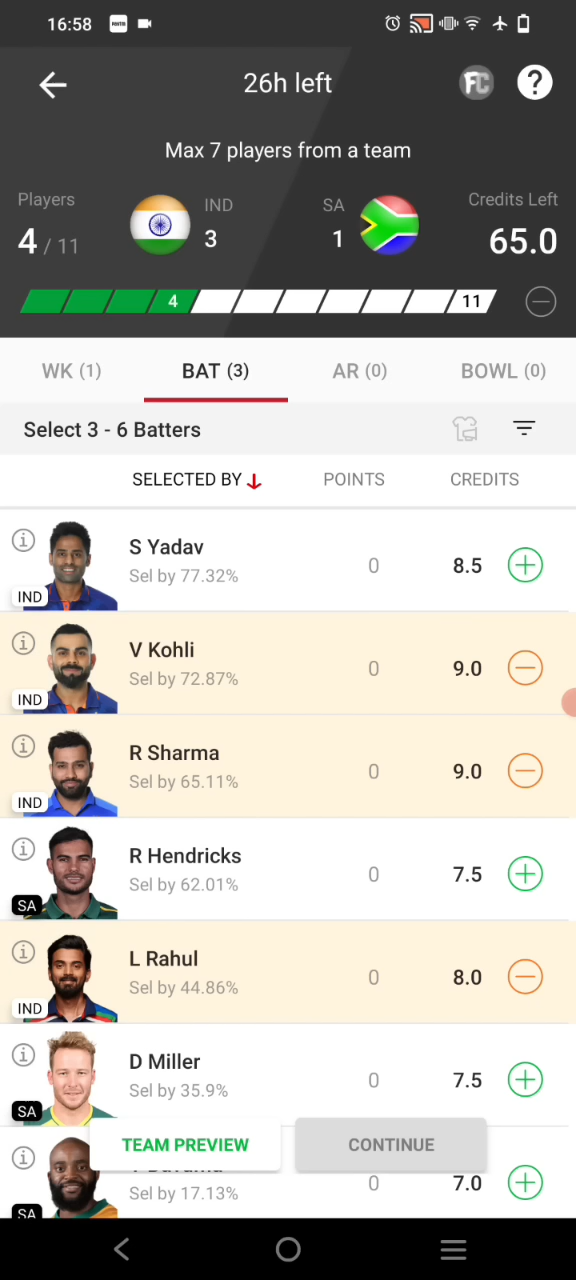 16:58
26h left
FC
?
Max 7 players from a team
Players
IND
SA
Credits Left
4 / 11
3
1
65.0
4
11
WK (1)
BAT (3)
AR (0)
BOWL (0)
Select 3 - 6 Batters
SELECTED BY
POINTS
CREDITS
S Yadav
Sel by 77.32%
0
8.5
IND
V Kohli
Sel by 72.87%
0
9.0
IND
R Sharma
Sel by 65.11%
0
9.0
IND
R Hendricks
Sel by 62.01%
0
7.5
SA
L Rahul
Sel by 44.86%
0
8.0
IND
D Miller
Sel by 35.9%
0
7.5
SA
TEAM PREVIEW
CONTINUE
Sel by 17.13%
0
7.0
SA